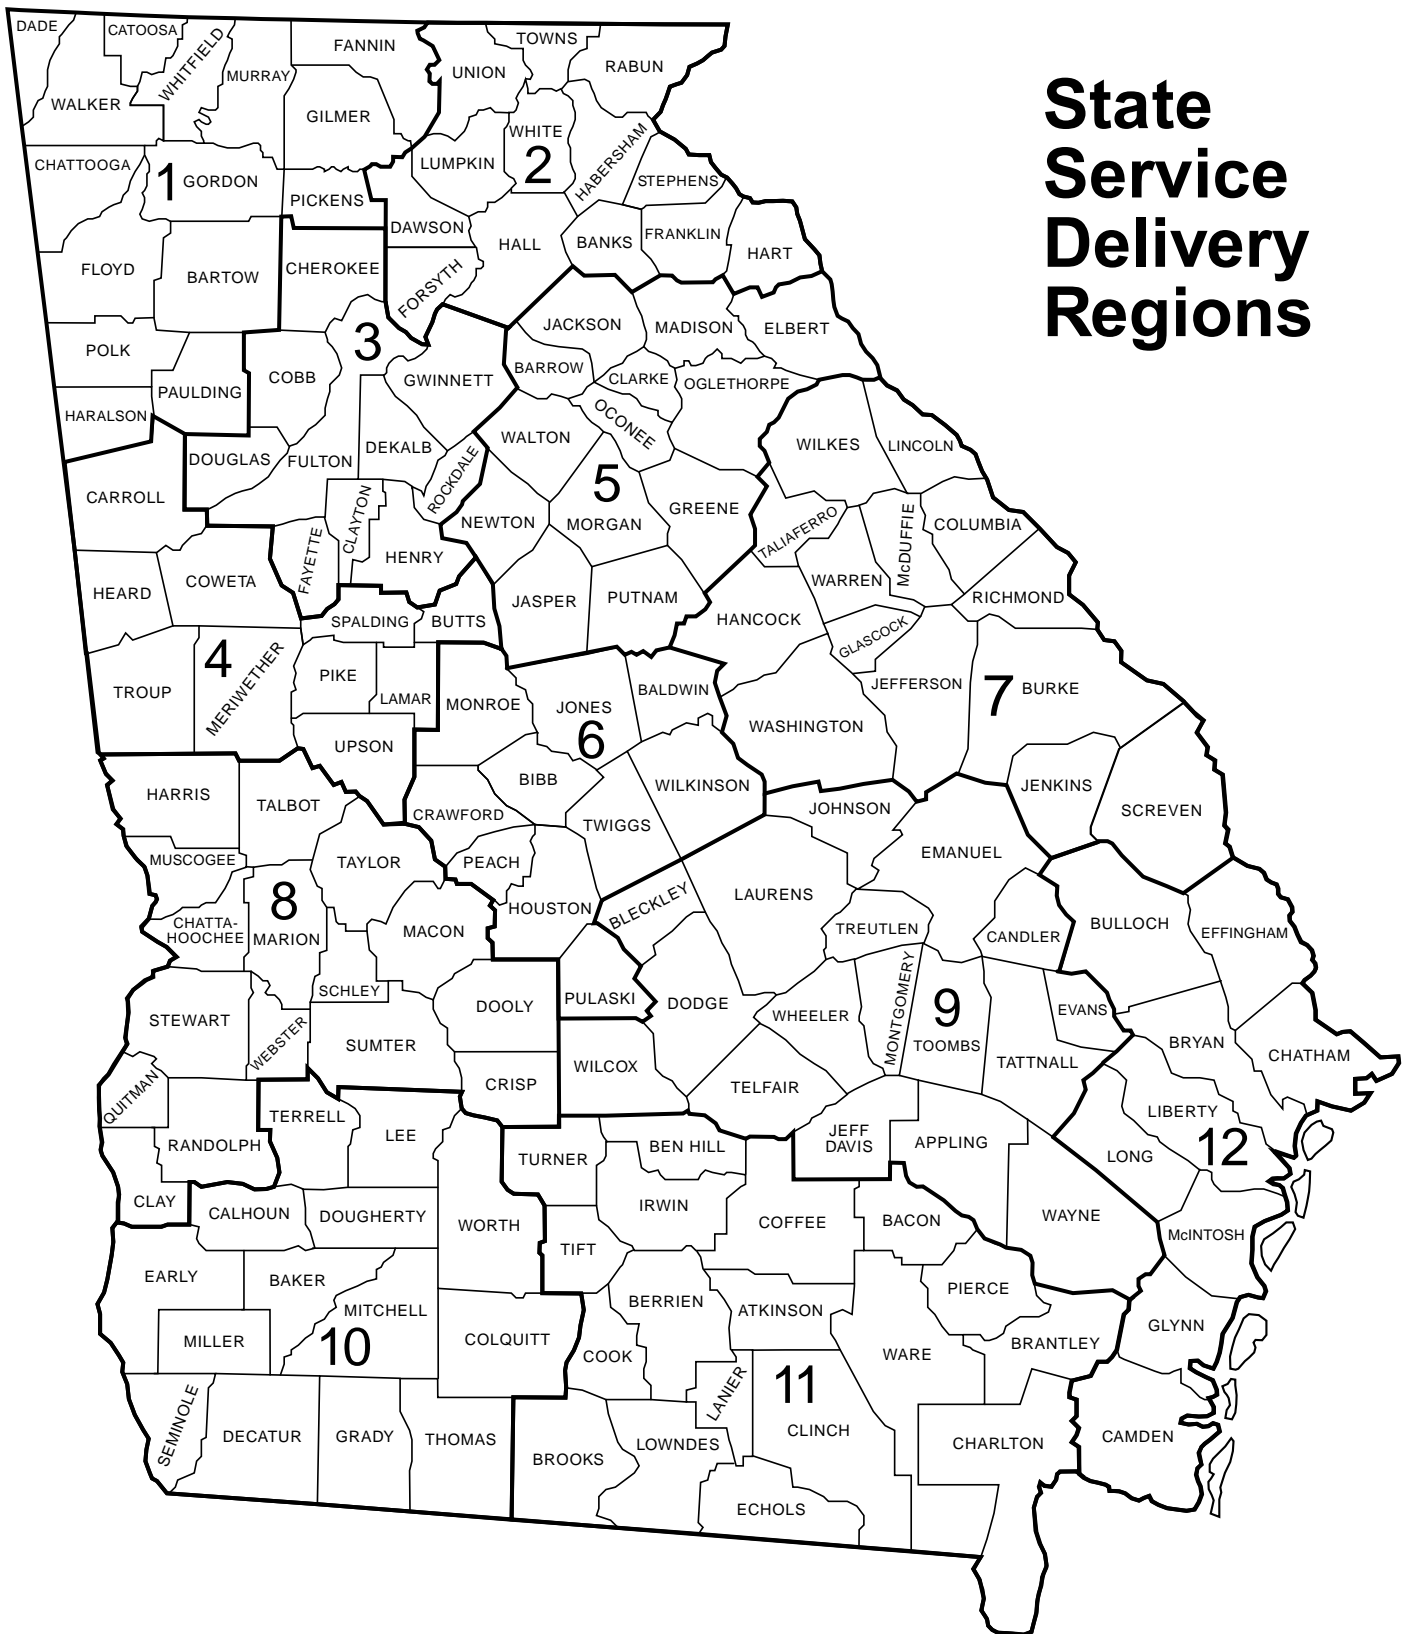 State
Service
Delivery
Regions
DADE
CATOOSA
WHITFIELD
MURRAY
FANNIN
UNION
TOWNS
RABUN
WALKER
GILMER
WHITE
LUMPKIN
2
HABERSHAM
STEPHENS
CHATTOOGA
1
GORDON
PICKENS
DAWSON
HALL
BANKS
FRANKLIN
HART
FLOYD
BARTOW
CHEROKEE
FORSYTH
JACKSON
MADISON
ELBERT
POLK
3
PAULDING
COBB
GWINNETT
BARROW
CLARKE
OGLETHORPE
HARALSON
OCONEE
WALTON
WILKES
LINCOLN
DOUGLAS
FULTON
DEKALB
ROCKDALE
CARROLL
5
MORGAN
GREENE
NEWTON
CLAYTON
FAYETTE
HENRY
TALIAFERRO
McDUFFIE
COLUMBIA
HEARD
COWETA
WARREN
RICHMOND
JASPER
PUTNAM
HANCOCK
SPALDING
BUTTS
GLASCOCK
4
MERIWETHER
TROUP
PIKE
LAMAR
MONROE
JONES
6
BALDWIN
JEFFERSON
7
BURKE
WASHINGTON
UPSON
BIBB
WILKINSON
JENKINS
SCREVEN
HARRIS
TALBOT
CRAWFORD
TWIGGS
JOHNSON
MUSCOGEE
TAYLOR
PEACH
EMANUEL
8
MARION
HOUSTON
BLECKLEY
LAURENS
CHATTA-
HOOCHEE
MACON
TREUTLEN
CANDLER
BULLOCH
EFFINGHAM
SCHLEY
DOOLY
PULASKI
DODGE
WHEELER
MONTGOMERY
9
TOOMBS
EVANS
STEWART
WEBSTER
SUMTER
TATTNALL
BRYAN
CHATHAM
QUITMAN
CRISP
WILCOX
TELFAIR
TERRELL
LEE
LIBERTY
12
RANDOLPH
TURNER
BEN HILL
JEFF
DAVIS
APPLING
LONG
CLAY
CALHOUN
DOUGHERTY
WORTH
IRWIN
COFFEE
BACON
WAYNE
McINTOSH
TIFT
EARLY
BAKER
MITCHELL
10
BERRIEN
ATKINSON
PIERCE
MILLER
COLQUITT
COOK
WARE
BRANTLEY
GLYNN
LANIER
11
CLINCH
SEMINOLE
DECATUR
GRADY
THOMAS
BROOKS
LOWNDES
CHARLTON
CAMDEN
ECHOLS